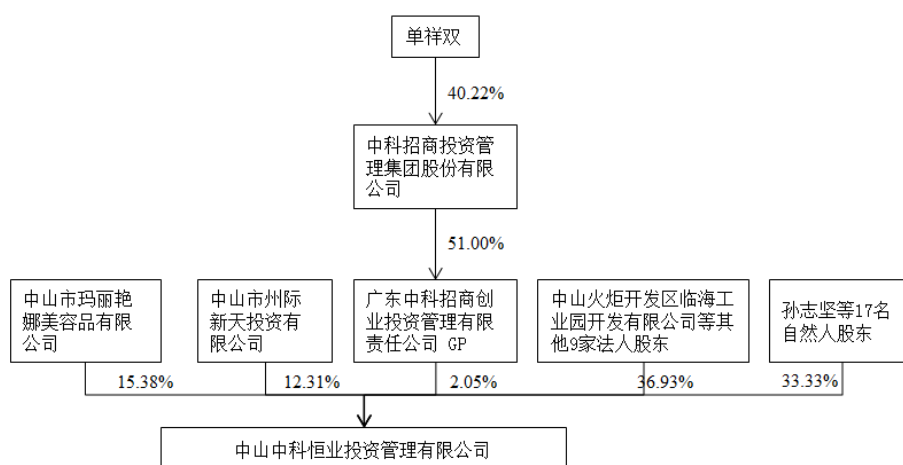 单祥双
40.22%
中科招商投资管
理集团股份有限
公司
51.00%
中山市玛丽艳
娜美容品有限
公司
中山市州际
新天投资有
限公司
广东中科招商创
业投资管理有限
责任公司 GP
中山火炬开发区临海工
业园开发有限公司等其
他9家法人股东
孙志坚等17名
自然人股东
15.38%
12.31%
2.05%
36.93%
33.33%
中山中科恒业投资管理有限公司